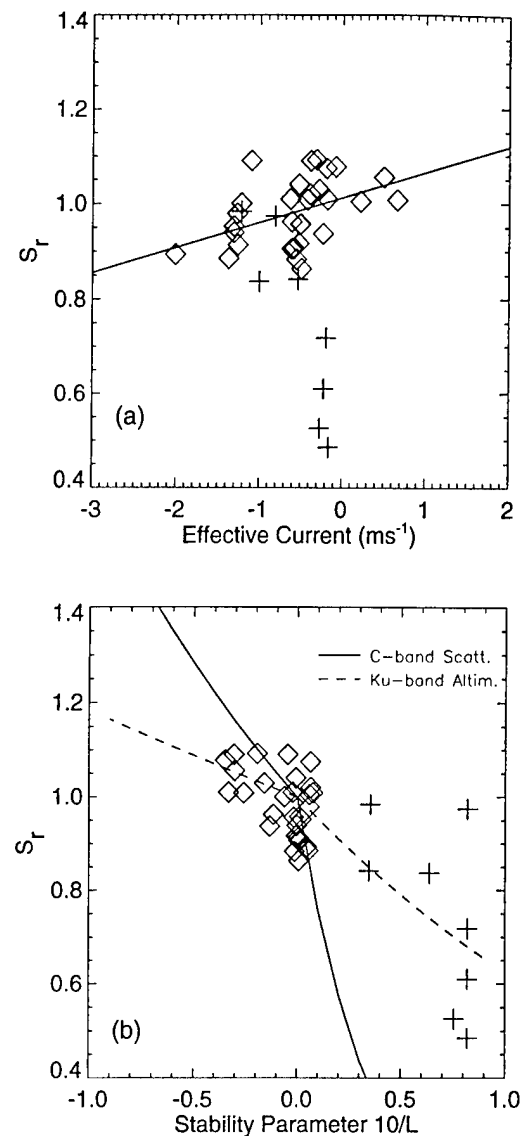 1.4
1.2
1.0
0.8
0.6
0.4
S_r
(a)
-3 -2 -1 0 1 2
Effective Current (ms⁻¹)
1.4
1.2
1.0
0.8
0.6
0.4
S_r
C-band Scatt.
Ku-band Altim.
(b)
-1.0 -0.5 0.0 0.5 1.0
Stability Parameter 10/L